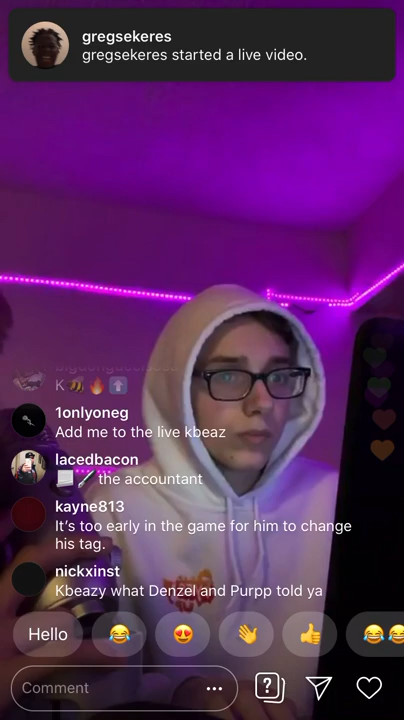 gregsekeres
gregsekeres started a live video.
K
1onlyoneg
Add me to the live kbeaz
lacedbacon
the accountant
kayne813
It's too early in the game for him to change
his tag.
nickxinst
Kbeazy what Denzel and Purpp told ya
Hello
Comment